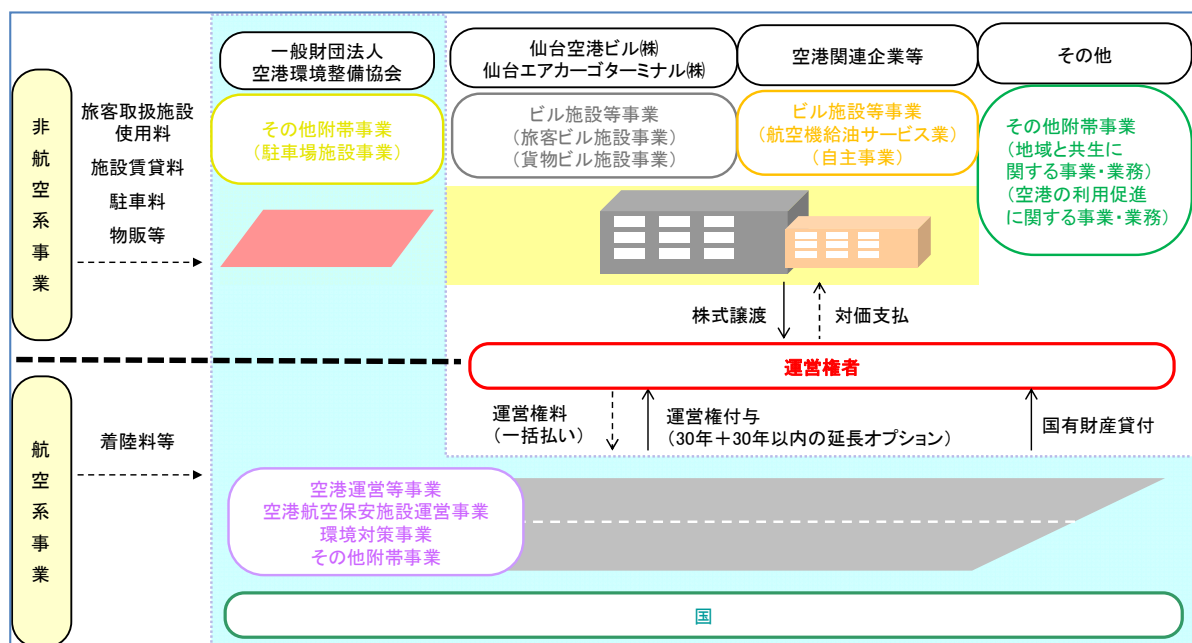 一般財団法人
空港環境整備協会
仙台空港ビル㈱
仙台エアカーゴターミナル㈱
空港関連企業等
その他
非航空系事業
旅客取扱施設
使用料
施設賃貸料
駐車料
物販等
その他附帯事業
（駐車場施設事業）
ビル施設等事業
（旅客ビル施設事業）
（貨物ビル施設事業）
ビル施設等事業
（航空機給油サービス業）
（自主事業）
その他附帯事業
（地域と共生に
関する事業・業務）
（空港の利用促進
に関する事業・業務）
株式譲渡
対価支払
運営権者
航空系事業
着陸料等
運営権料
（一括払い）
運営権付与
（30年＋30年以内の延長オプション）
国有財産貸付
空港運営等事業
空港航空保安施設運営事業
環境対策事業
その他附帯事業
国